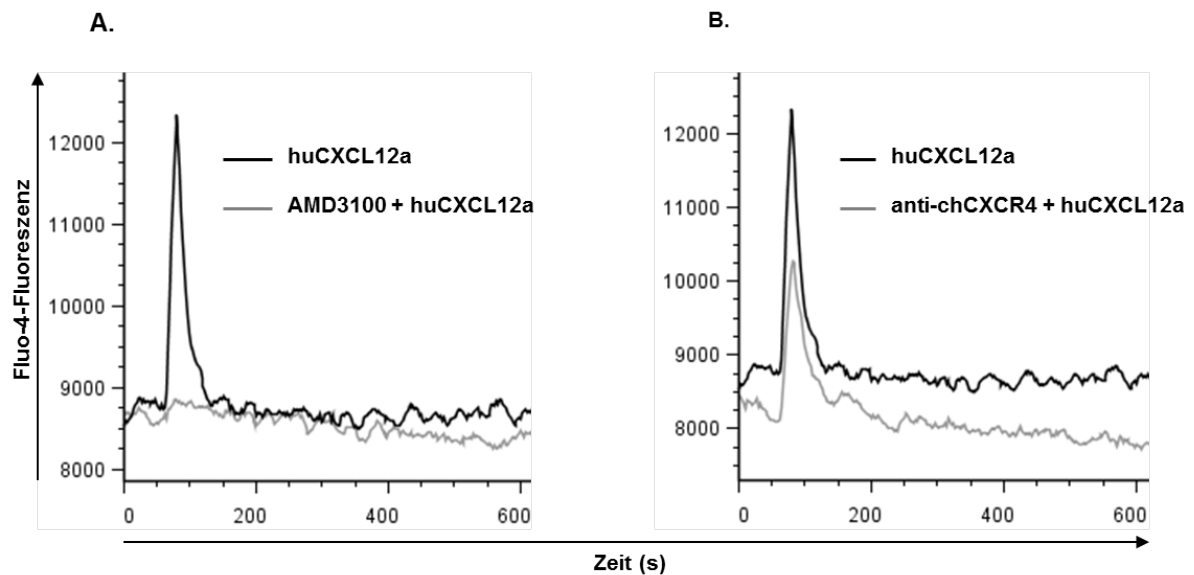 A.
B.
Fluo-4-Fluoreszenz
12000
11000
10000
9000
8000
huCXCL12a
AMD3100 + huCXCL12a
0 200 400 600
12000
11000
10000
9000
8000
huCXCL12a
anti-chCXCR4 + huCXCL12a
0 200 400 600
Zeit (s)